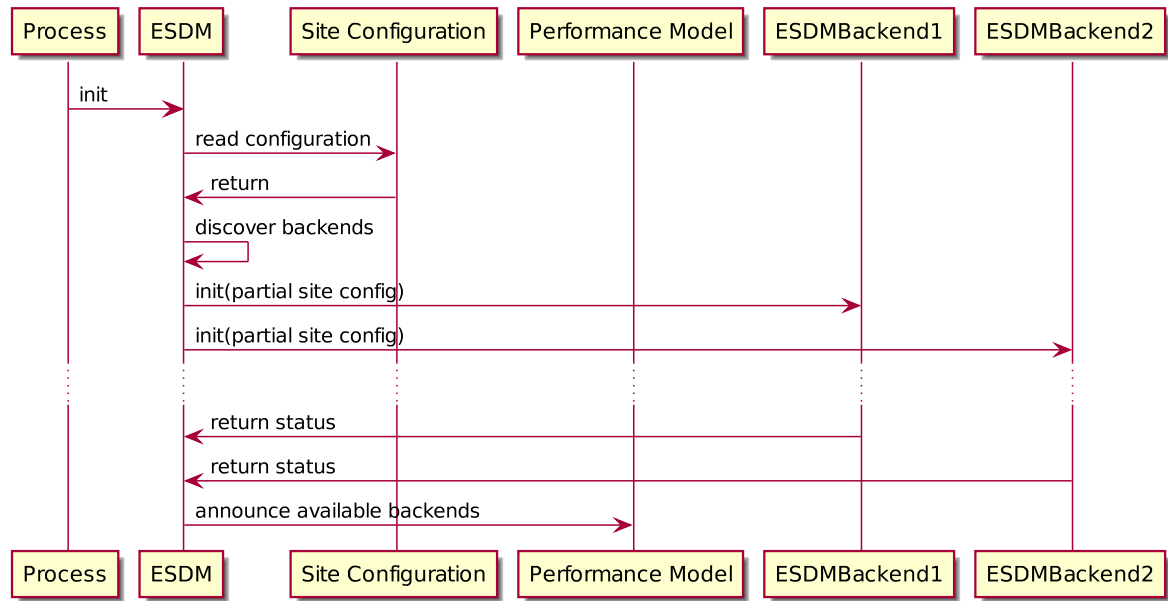 Process ESDM Site Configuration Performance Model ESDMBackend1 ESDMBackend2
init
read configuration
return
discover backends
init(partial site config)
init(partial site config)
return status
return status
announce available backends
Process ESDM Site Configuration Performance Model ESDMBackend1 ESDMBackend2